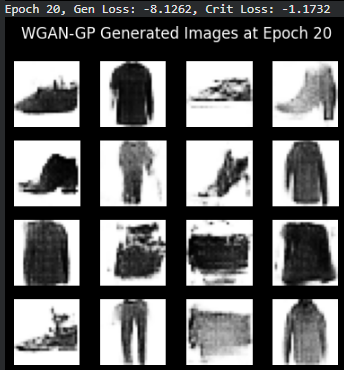 Epoch 20, Gen Loss: -8.1262, Crit Loss: -1.1732
WGAN-GP Generated Images at Epoch 20